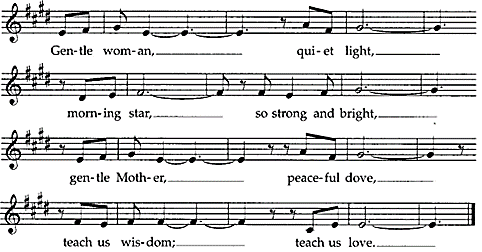 Gen-tle wom-an, qui-et light,
morn-ing star, so strong and bright,
gen-tle Moth-er, peace-ful dove,
teach us wis-dom; teach us love.